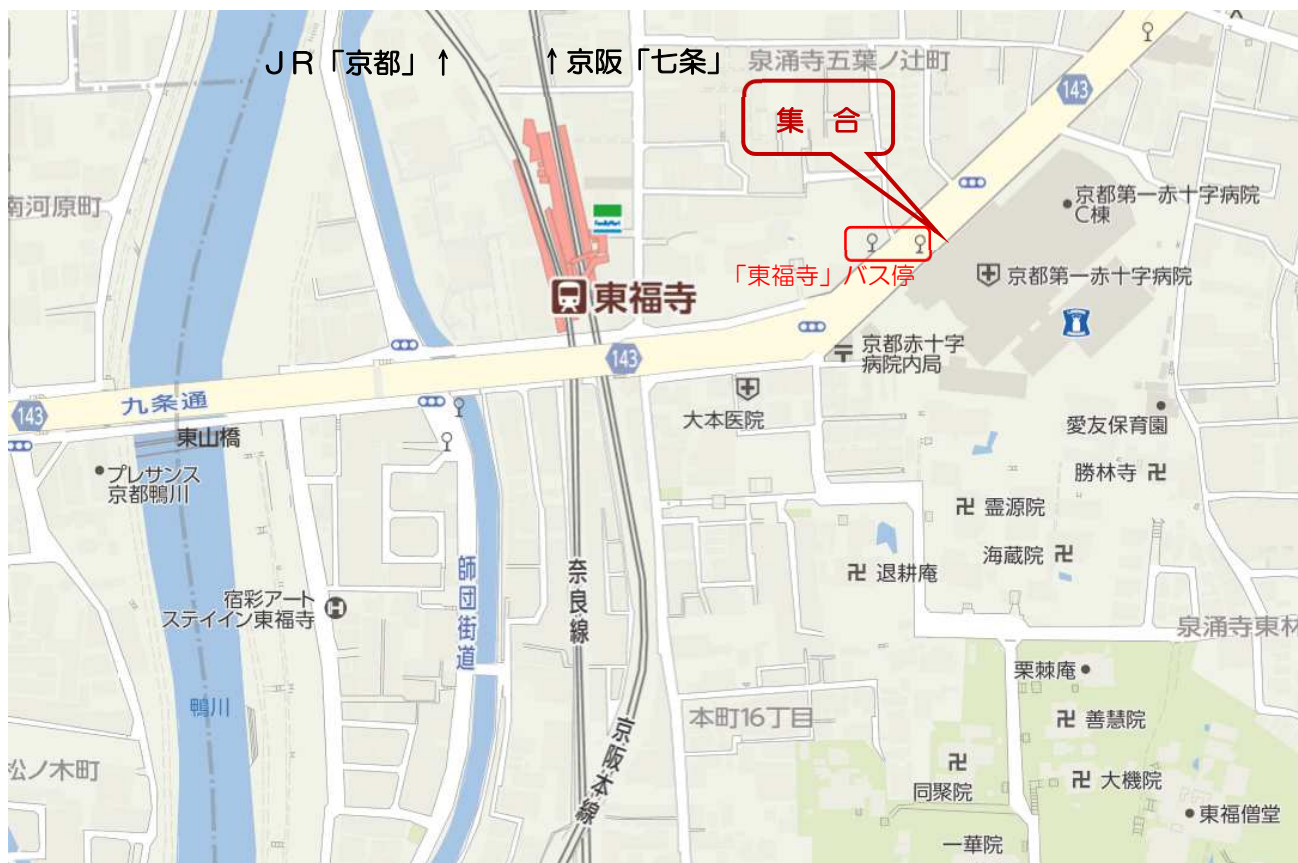 JR「京都」↑
↑京阪「七条」
泉涌寺五葉ノ辻町
143
集 合
南河原町
京都第一赤十字病院
C棟
FamilyMart
「東福寺」バス停
京都第一赤十字病院
東福寺
京都赤十字
病院内局
143
大本医院
九条通
143
東山橋
愛友保育園
プレサンス
京都鴨川
勝林寺
霊源院
海蔵院
退耕庵
師団街道
奈良線
宿彩アート
ステイイン東福寺
泉涌寺東林
栗棘庵
鴨川
本町16丁目
善慧院
京阪本線
松ノ木町
大機院
同聚院
東福僧堂
一華院